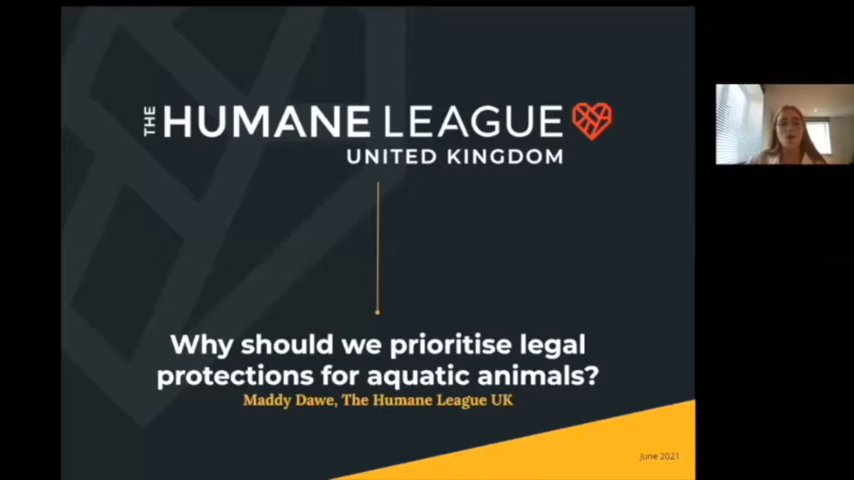 THE HUMANE LEAGUE
UNITED KINGDOM
Why should we prioritise legal
protections for aquatic animals?
Maddy Dawe, The Humane League UK
June 2021